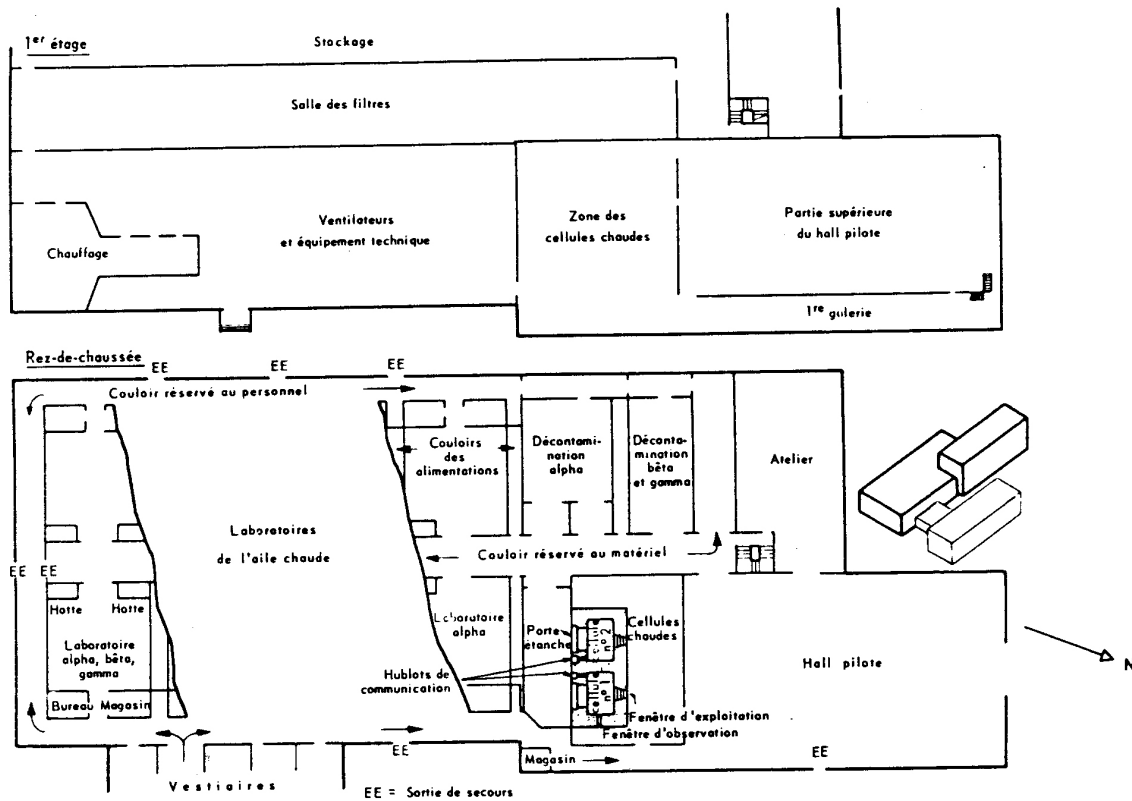 1er étage
Stockage
Salle des filtres
Ventilateurs
et équipement technique
Zone des
cellules chaudes
Partie supérieure
du hall pilote
Chauffage
1re galerie
Rez-de-chaussée
EE
EE
EE
Couloir réservé au personnel
Couloirs
des
alimentations
Décontami-
nation
alpha
Déconta-
mination
bêta
et gamma
Atelier
Laboratoires
de l'aile chaude
Couloir réservé au matériel
EE
EE
Hotte
Hotte
Laboratoire
alpha
Porte
étanche
cellule
n° 2
Cellules
chaudes
Laboratoire
alpha, bêta,
gamma
Hall pilote
N
Hublots de
communication
cellule
n° 1
Bureau
Magasin
Fenêtre d'exploitation
Fenêtre d'observation
EE
Magasin
EE
Vestiaires
EE = Sortie de secours